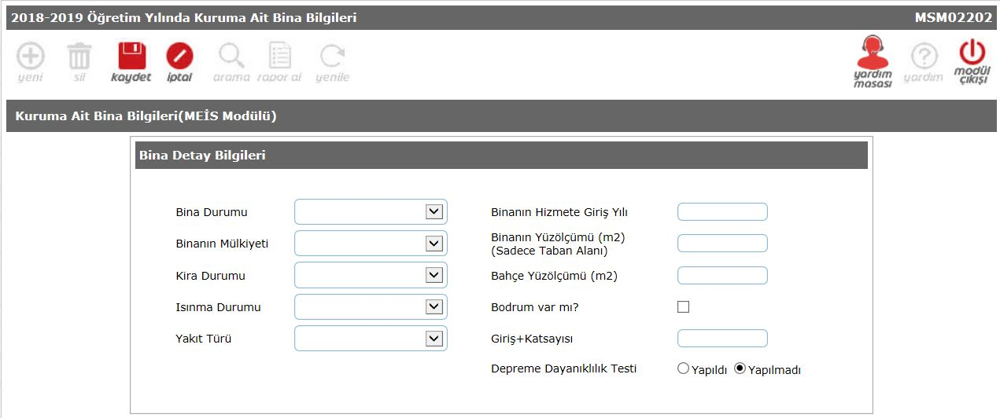 2018-2019 Öğretim Yılında Kuruma Ait Bina Bilgileri MSM02202
yeni sil kaydet iptal arama rapor al yenile yardım masası yardım modül çıkışı
Kuruma Ait Bina Bilgileri(MEİS Modülü)
Bina Detay Bilgileri
Bina Durumu Binanın Hizmete Giriş Yılı
Binanın Mülkiyeti Binanın Yüzölçümü (m2)
(Sadece Taban Alanı)
Kira Durumu Bahçe Yüzölçümü (m2)
Isınma Durumu Bodrum var mı?
Yakıt Türü Giriş+Katsayısı
Depreme Dayanıklılık Testi Yapıldı Yapılmadı